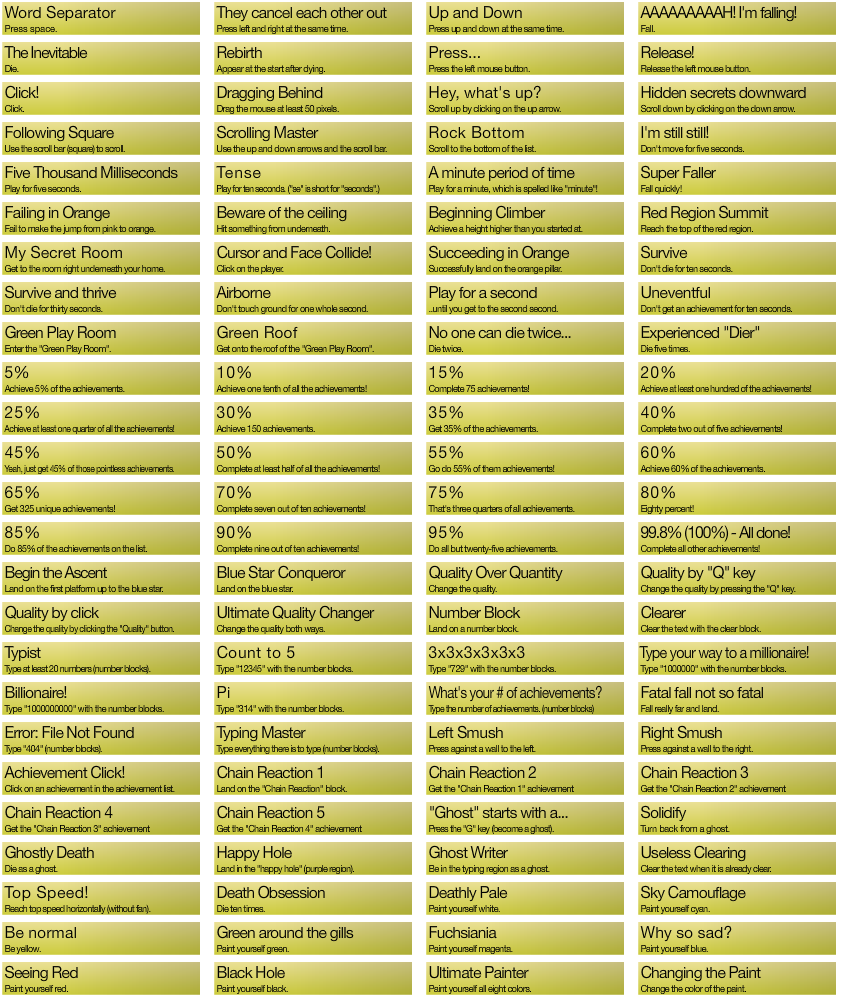 Word Separator
Press space.
They cancel each other out
Press left and right at the same time.
Up and Down
Press up and down at the same time.
AAAAAAAAAH! I'm falling!
Fall.
The Inevitable
Die.
Rebirth
Appear at the start after dying.
Press...
Press the left mouse button.
Release!
Release the left mouse button.
Click!
Click.
Dragging Behind
Drag the mouse at least 50 pixels.
Hey, what's up?
Scroll up by clicking on the up arrow.
Hidden secrets downward
Scroll down by clicking on the down arrow.
Following Square
Use the scroll bar (square) to scroll.
Scrolling Master
Use the up and down arrows and the scroll bar.
Rock Bottom
Scroll to the bottom of the list.
I'm still still!
Don't move for five seconds.
Five Thousand Milliseconds
Play for five seconds.
Tense
Play for ten seconds. ("se" is short for "seconds".)
A minute period of time
Play for a minute, which is spelled like "minute"!
Super Faller
Fall quickly!
Failing in Orange
Fail to make the jump from pink to orange.
Beware of the ceiling
Hit something from underneath.
Beginning Climber
Achieve a height higher than you started at.
Red Region Summit
Reach the top of the red region.
My Secret Room
Get to the room right underneath your home.
Cursor and Face Collide!
Click on the player.
Succeeding in Orange
Successfully land on the orange pillar.
Survive
Don't die for ten seconds.
Survive and thrive
Don't die for thirty seconds.
Airborne
Don't touch ground for one whole second.
Play for a second
..until you get to the second second.
Uneventful
Don't get an achievement for ten seconds.
Green Play Room
Enter the "Green Play Room".
Green Roof
Get onto the roof of the "Green Play Room".
No one can die twice...
Die twice.
Experienced "Dier"
Die five times.
5%
Achieve 5% of the achievements.
10%
Achieve one tenth of all the achievements!
15%
Complete 75 achievements!
20%
Achieve at least one hundred of the achievements!
25%
Achieve at least one quarter of all the achievements!
30%
Achieve 150 achievements.
35%
Get 35% of the achievements.
40%
Complete two out of five achievements!
45%
Yeah, just get 45% of those pointless achievements.
50%
Complete at least half of all the achievements!
55%
Go do 55% of them achievements!
60%
Achieve 60% of the achievements.
65%
Get 325 unique achievements!
70%
Complete seven out of ten achievements!
75%
That's three quarters of all achievements.
80%
Eighty percent!
85%
Do 85% of the achievements on the list.
90%
Complete nine out of ten achievements!
95%
Do all but twenty-five achievements.
99.8% (100%) - All done!
Complete all other achievements!
Begin the Ascent
Land on the first platform up to the blue star.
Blue Star Conqueror
Land on the blue star.
Quality Over Quantity
Change the quality.
Quality by "Q" key
Change the quality by pressing the "Q" key.
Quality by click
Change the quality by clicking the "Quality" button.
Ultimate Quality Changer
Change the quality both ways.
Number Block
Land on a number block.
Clearer
Clear the text with the clear block.
Typist
Type at least 20 numbers (number blocks).
Count to 5
Type "12345" with the number blocks.
3x3x3x3x3x3
Type "729" with the number blocks.
Type your way to a millionaire!
Type "1000000" with the number blocks.
Billionaire!
Type "1000000000" with the number blocks.
Pi
Type "314" with the number blocks.
What's your # of achievements?
Type the number of achievements. (number blocks)
Fatal fall not so fatal
Fall really far and land.
Error: File Not Found
Type "404" (number blocks).
Typing Master
Type everything there is to type (number blocks).
Left Smush
Press against a wall to the left.
Right Smush
Press against a wall to the right.
Achievement Click!
Click on an achievement in the achievement list.
Chain Reaction 1
Land on the "Chain Reaction" block.
Chain Reaction 2
Get the "Chain Reaction 1" achievement
Chain Reaction 3
Get the "Chain Reaction 2" achievement
Chain Reaction 4
Get the "Chain Reaction 3" achievement
Chain Reaction 5
Get the "Chain Reaction 4" achievement
"Ghost" starts with a...
Press the "G" key (become a ghost).
Solidify
Turn back from a ghost.
Ghostly Death
Die as a ghost.
Happy Hole
Land in the "happy hole" (purple region).
Ghost Writer
Be in the typing region as a ghost.
Useless Clearing
Clear the text when it is already clear.
Top Speed!
Reach top speed horizontally (without fan).
Death Obsession
Die ten times.
Deathly Pale
Paint yourself white.
Sky Camouflage
Paint yourself cyan.
Be normal
Be yellow.
Green around the gills
Paint yourself green.
Fuchsiania
Paint yourself magenta.
Why so sad?
Paint yourself blue.
Seeing Red
Paint yourself red.
Black Hole
Paint yourself black.
Ultimate Painter
Paint yourself all eight colors.
Changing the Paint
Change the color of the paint.